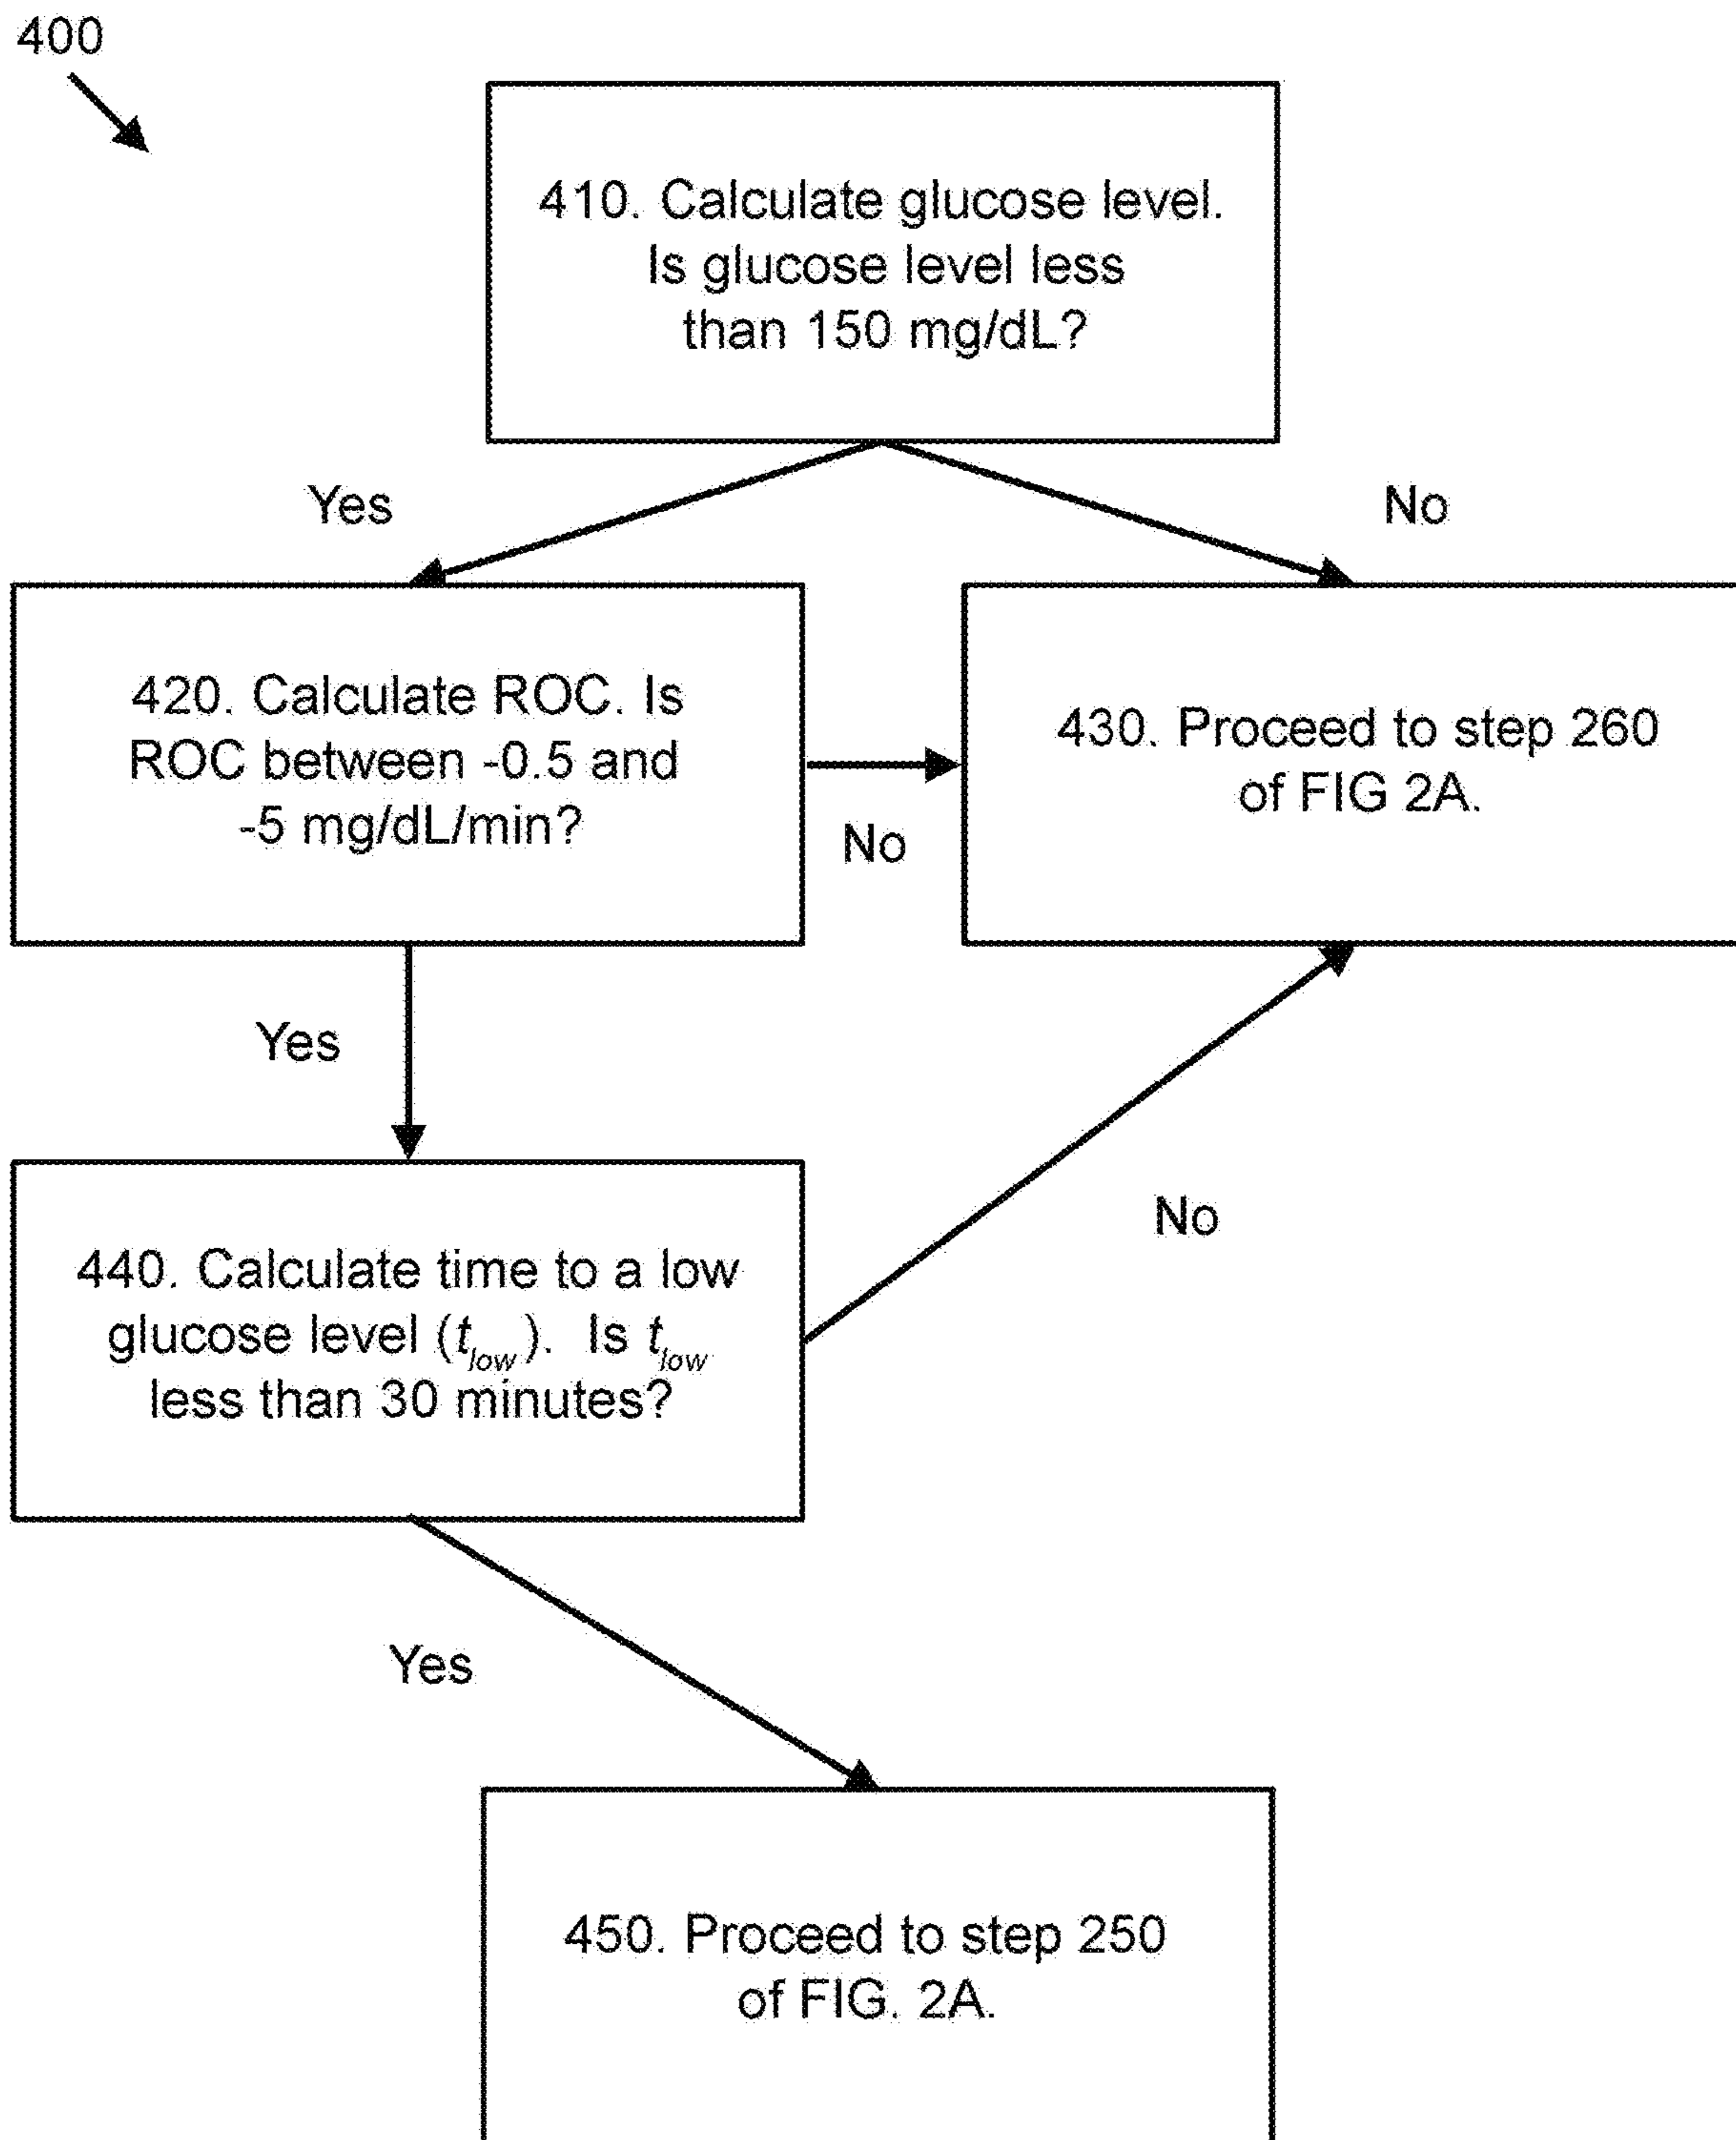 400
410. Calculate glucose level.
Is glucose level less
than 150 mg/dL?
Yes
No
420. Calculate ROC. Is
ROC between -0.5 and
-5 mg/dL/min?
No
430. Proceed to step 260
of FIG 2A.
Yes
No
440. Calculate time to a low
glucose level (t_low). Is t_low
less than 30 minutes?
Yes
450. Proceed to step 250
of FIG. 2A.